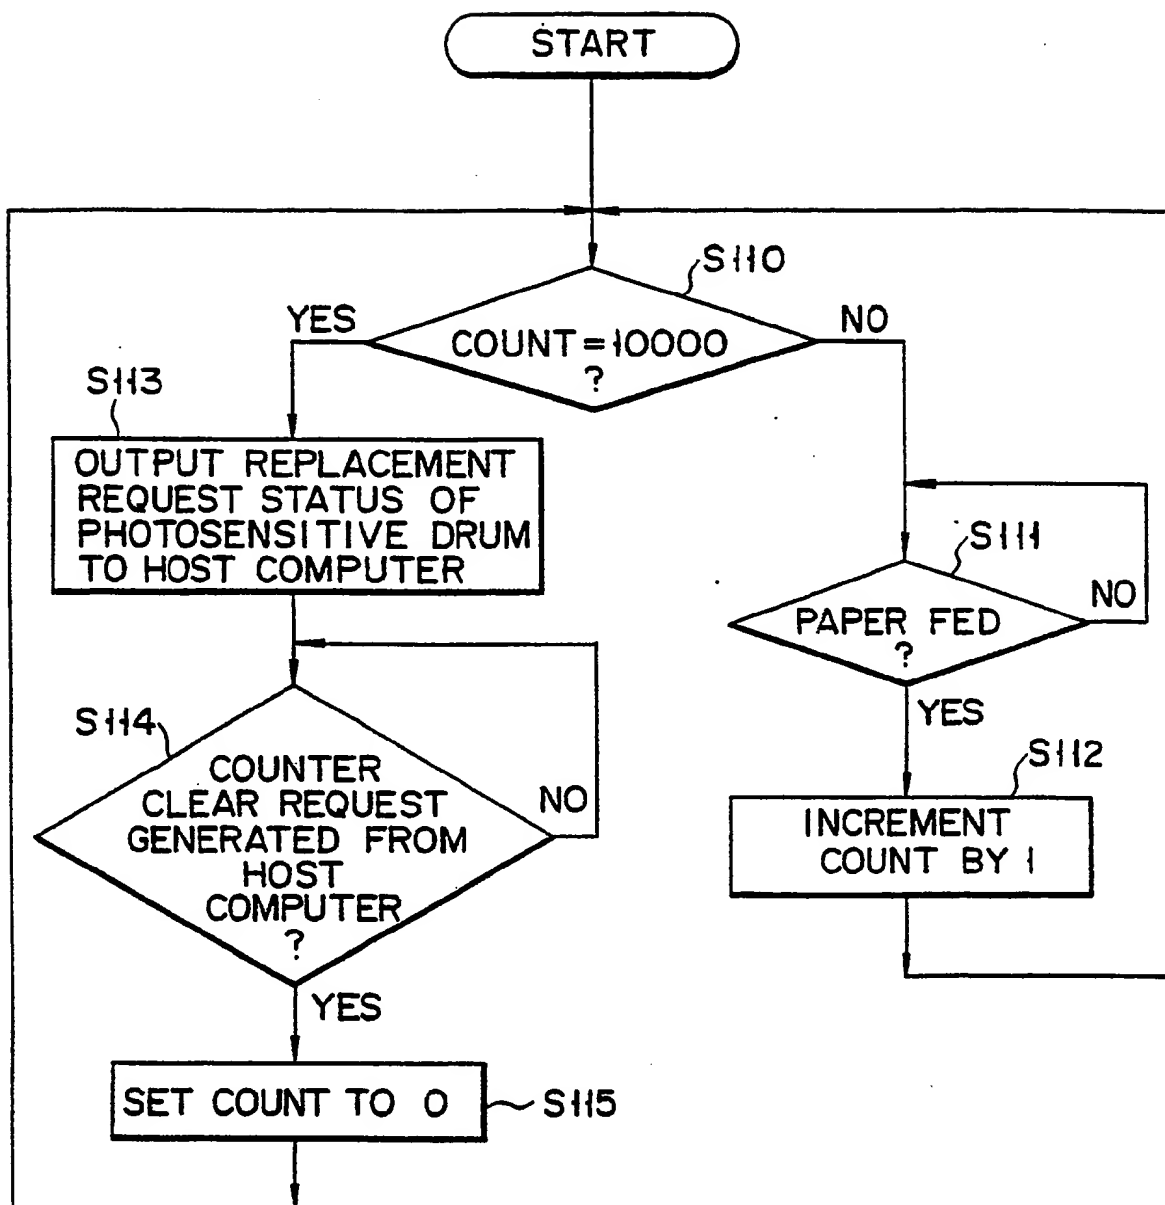 START
S110
YES
NO
COUNT=10000
?
S113
OUTPUT REPLACEMENT
REQUEST STATUS OF
PHOTOSENSITIVE DRUM
TO HOST COMPUTER
S111
NO
PAPER FED
?
YES
S114
COUNTER
CLEAR REQUEST
GENERATED FROM
HOST
COMPUTER
?
NO
YES
S112
INCREMENT
COUNT BY 1
SET COUNT TO 0
S115